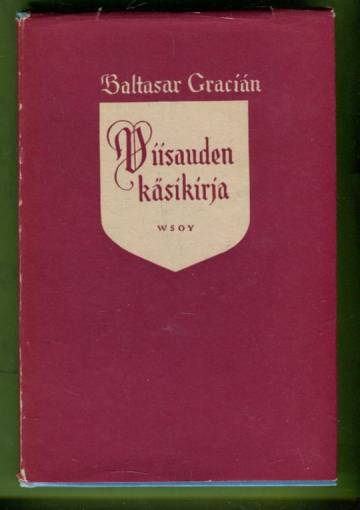 Baltasar Gracián
Viisauden
käsikirja
WSOY